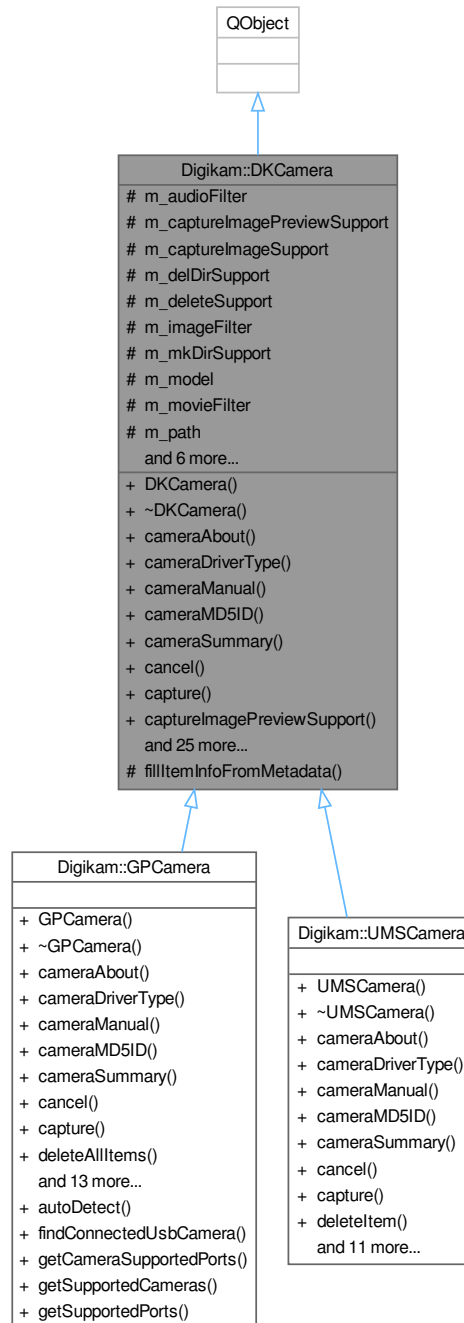 QObject
Digikam::DKCamera
# m_audioFilter
# m_captureImagePreviewSupport
# m_captureImageSupport
# m_delDirSupport
# m_deleteSupport
# m_imageFilter
# m_mkDirSupport
# m_model
# m_movieFilter
# m_path
and 6 more...
+ DKCamera()
+ ~DKCamera()
+ cameraAbout()
+ cameraDriverType()
+ cameraManual()
+ cameraMD5ID()
+ cameraSummary()
+ cancel()
+ capture()
+ captureImagePreviewSupport()
and 25 more...
# fillItemInfoFromMetadata()
Digikam::GPCamera
+ GPCamera()
+ ~GPCamera()
+ cameraAbout()
+ cameraDriverType()
+ cameraManual()
+ cameraMD5ID()
+ cameraSummary()
+ cancel()
+ capture()
+ deleteAllItems()
and 13 more...
+ autoDetect()
+ findConnectedUsbCamera()
+ getCameraSupportedPorts()
+ getSupportedCameras()
+ getSupportedPorts()
Digikam::UMSCamera
+ UMSCamera()
+ ~UMSCamera()
+ cameraAbout()
+ cameraDriverType()
+ cameraManual()
+ cameraMD5ID()
+ cameraSummary()
+ cancel()
+ capture()
+ deleteItem()
and 11 more...